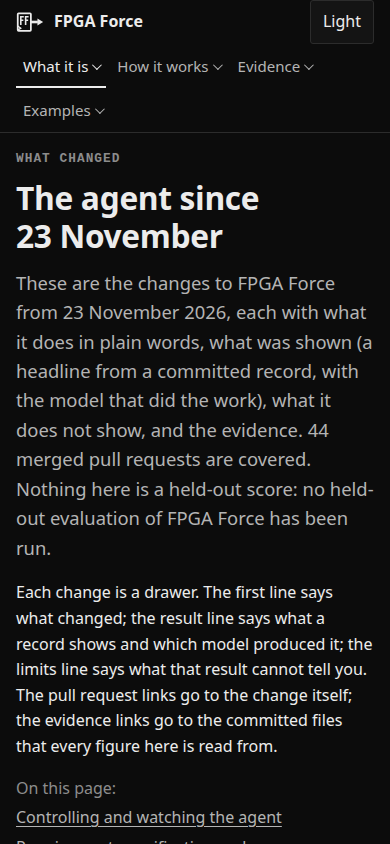 FF FPGA Force
Light
What it is How it works Evidence
Examples
WHAT CHANGED
The agent since
23 November
These are the changes to FPGA Force
from 23 November 2026, each with what
it does in plain words, what was shown (a
headline from a committed record, with
the model that did the work), what it
does not show, and the evidence. 44
merged pull requests are covered.
Nothing here is a held-out score: no held-
out evaluation of FPGA Force has been
run.
Each change is a drawer. The first line says
what changed; the result line says what a
record shows and which model produced it; the
limits line says what that result cannot tell you.
The pull request links go to the change itself;
the evidence links go to the committed files
that every figure here is read from.
On this page:
Controlling and watching the agent